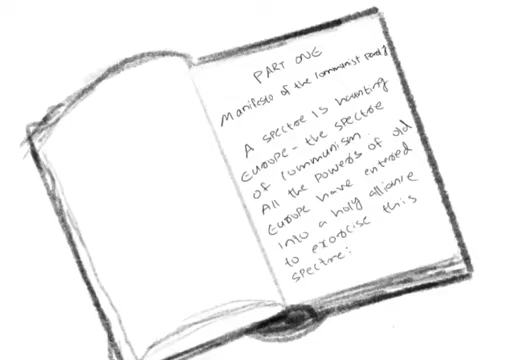 PART ONE
Manifesto of the Communist Party
A spectre is haunting
Europe - the spectre
of communism.
All the powers of old
Europe have entered
into a holy alliance
to exorcise this
spectre: